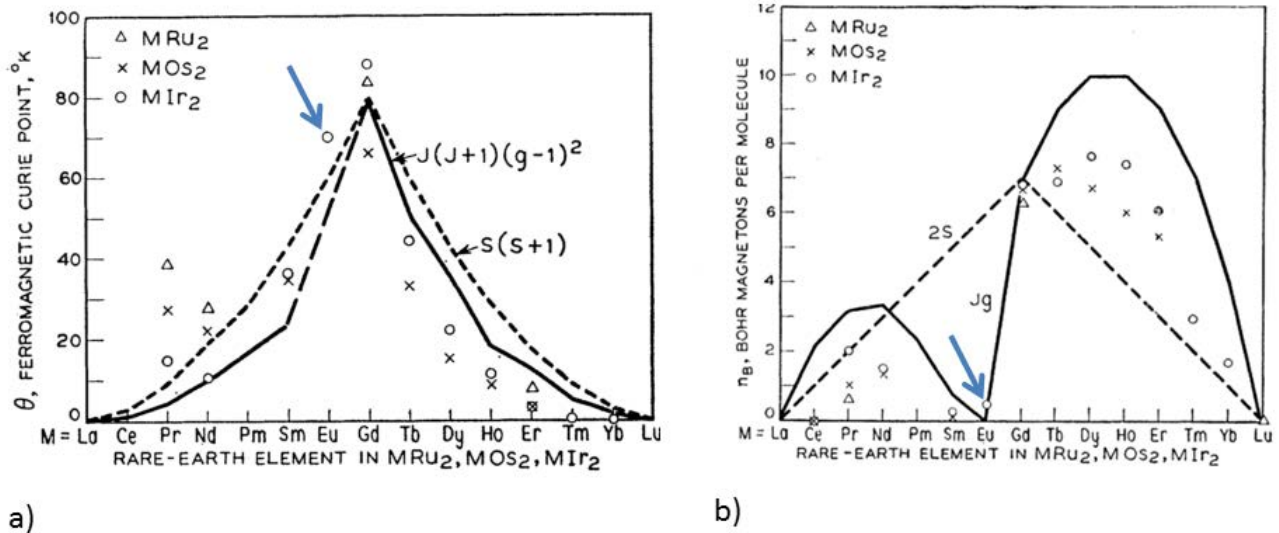 100
80
60
40
20
0
θ, FERROMAGNETIC CURIE POINT, °K
△ MRu₂
× MOs₂
○ MIr₂
J(J+1)(g-1)²
S(S+1)
M = La Ce Pr Nd Pm Sm Eu Gd Tb Dy Ho Er Tm Yb Lu
RARE-EARTH ELEMENT IN MRu₂, MOs₂, MIr₂
a)
12
10
8
6
4
2
0
nB, BOHR MAGNETONS PER MOLECULE
△ MRu₂
× MOs₂
○ MIr₂
2S
Jg
M = La Ce Pr Nd Pm Sm Eu Gd Tb Dy Ho Er Tm Yb Lu
RARE-EARTH ELEMENT IN MRu₂, MOs₂, MIr₂
b)